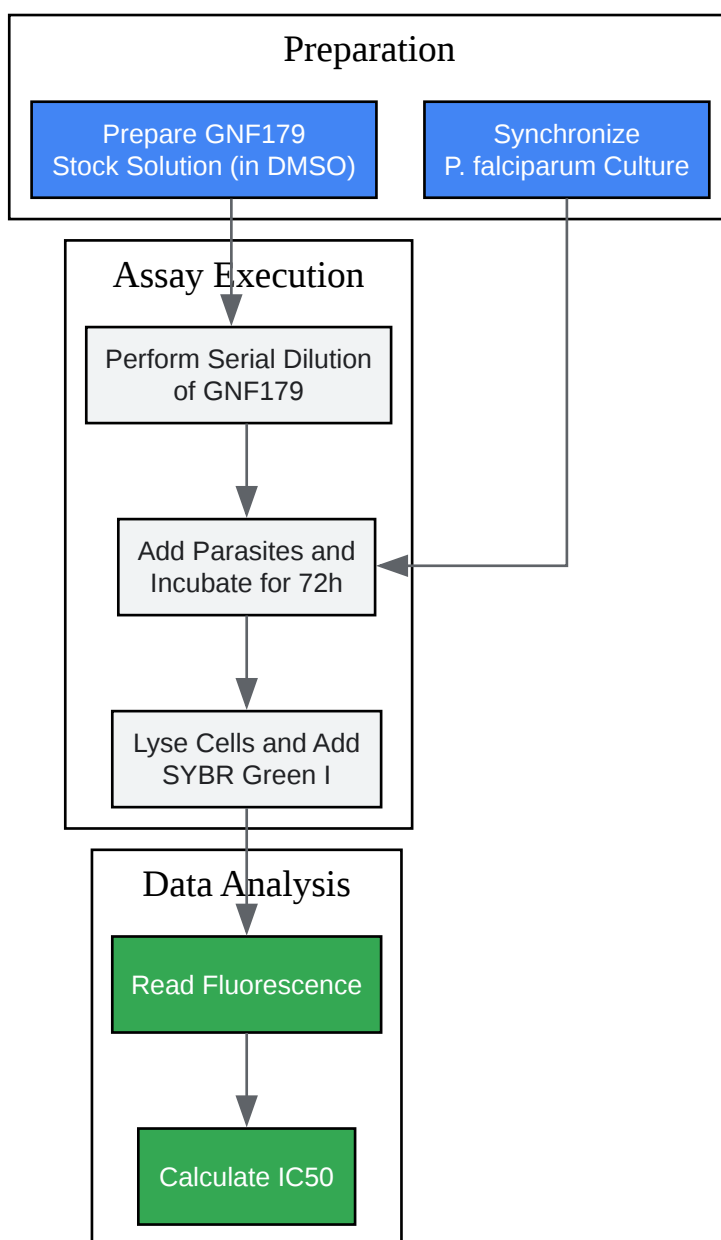 Preparation
Prepare GNF179
Stock Solution (in DMSO)
Synchronize
P. falciparum Culture
Assay Execution
Perform Serial Dilution
of GNF179
Add Parasites and
Incubate for 72h
Lyse Cells and Add
SYBR Green I
Data Analysis
Read Fluorescence
Calculate IC50